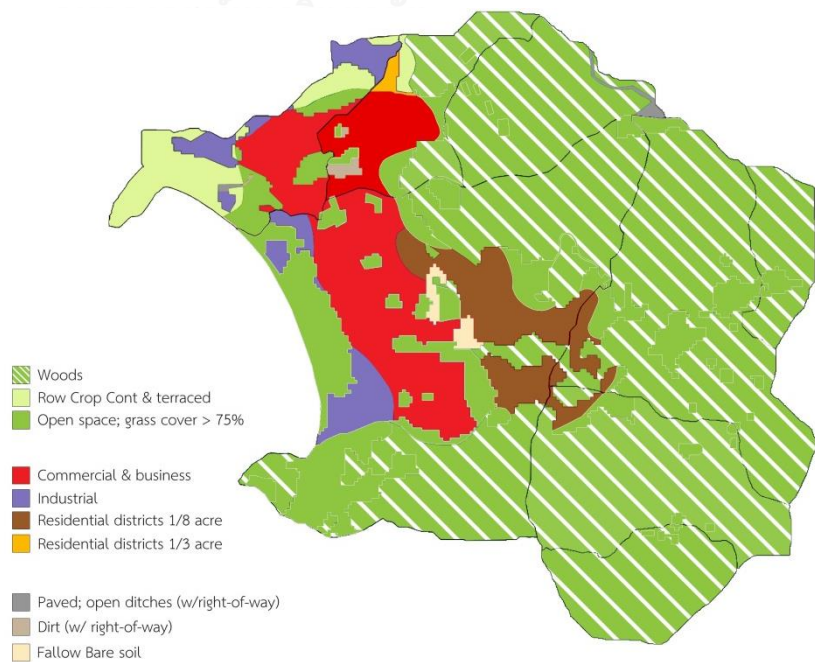 Woods
Row Crop Cont & terraced
Open space; grass cover > 75%
Commercial & business
Industrial
Residential districts 1/8 acre
Residential districts 1/3 acre
Paved; open ditches (w/right-of-way)
Dirt (w/ right-of-way)
Fallow Bare soil